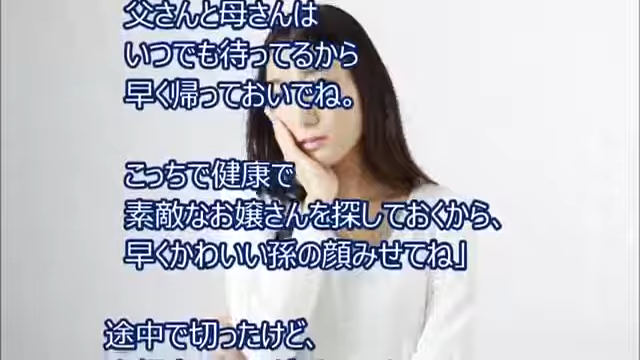 父さんと母さんは
いつでも待ってるから
早く帰っておいでね。
こっちで健康で
素敵なお嬢さんを探しておくから、
早くかわいい孫の顔みせてね」
途中で切ったけど、